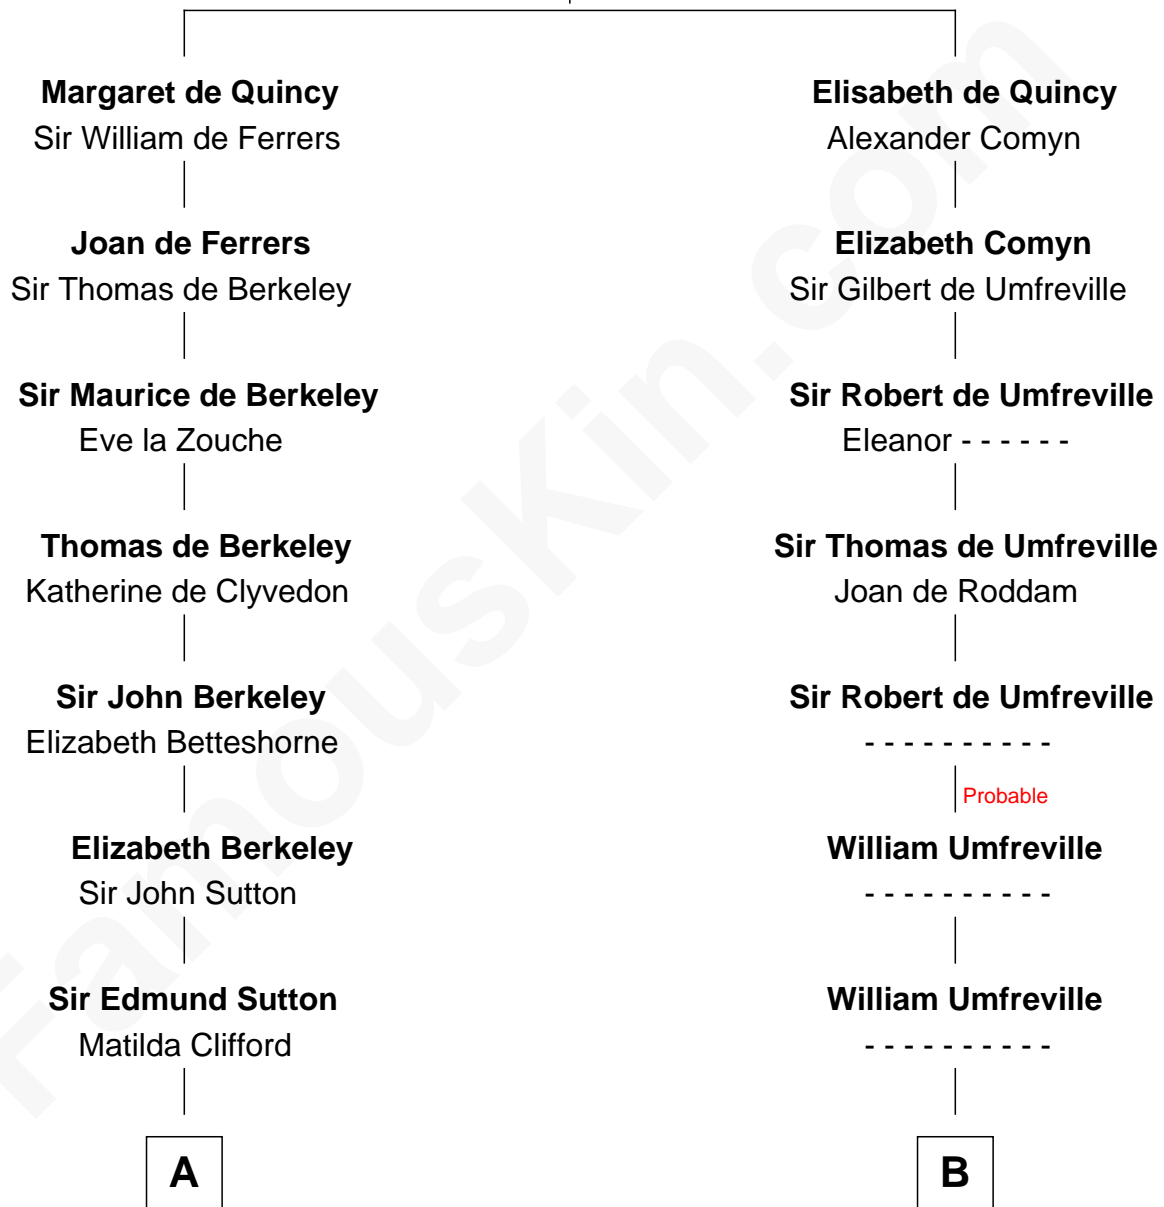 Margaret de Quincy
Sir William de Ferrers
Joan de Ferrers
Sir Thomas de Berkeley
Sir Maurice de Berkeley
Eve la Zouche
Thomas de Berkeley
Katherine de Clyvedon
Sir John Berkeley
Elizabeth Betteshorne
Elizabeth Berkeley
Sir John Sutton
Sir Edmund Sutton
Matilda Clifford
A
Elisabeth de Quincy
Alexander Comyn
Elizabeth Comyn
Sir Gilbert de Umfreville
Sir Robert de Umfreville
Eleanor - - - - - -
Sir Thomas de Umfreville
Joan de Roddam
Sir Robert de Umfreville
- - - - - - - - - -
Probable
William Umfreville
- - - - - - - - - -
William Umfreville
- - - - - - - - - -
B
FamousKin.com